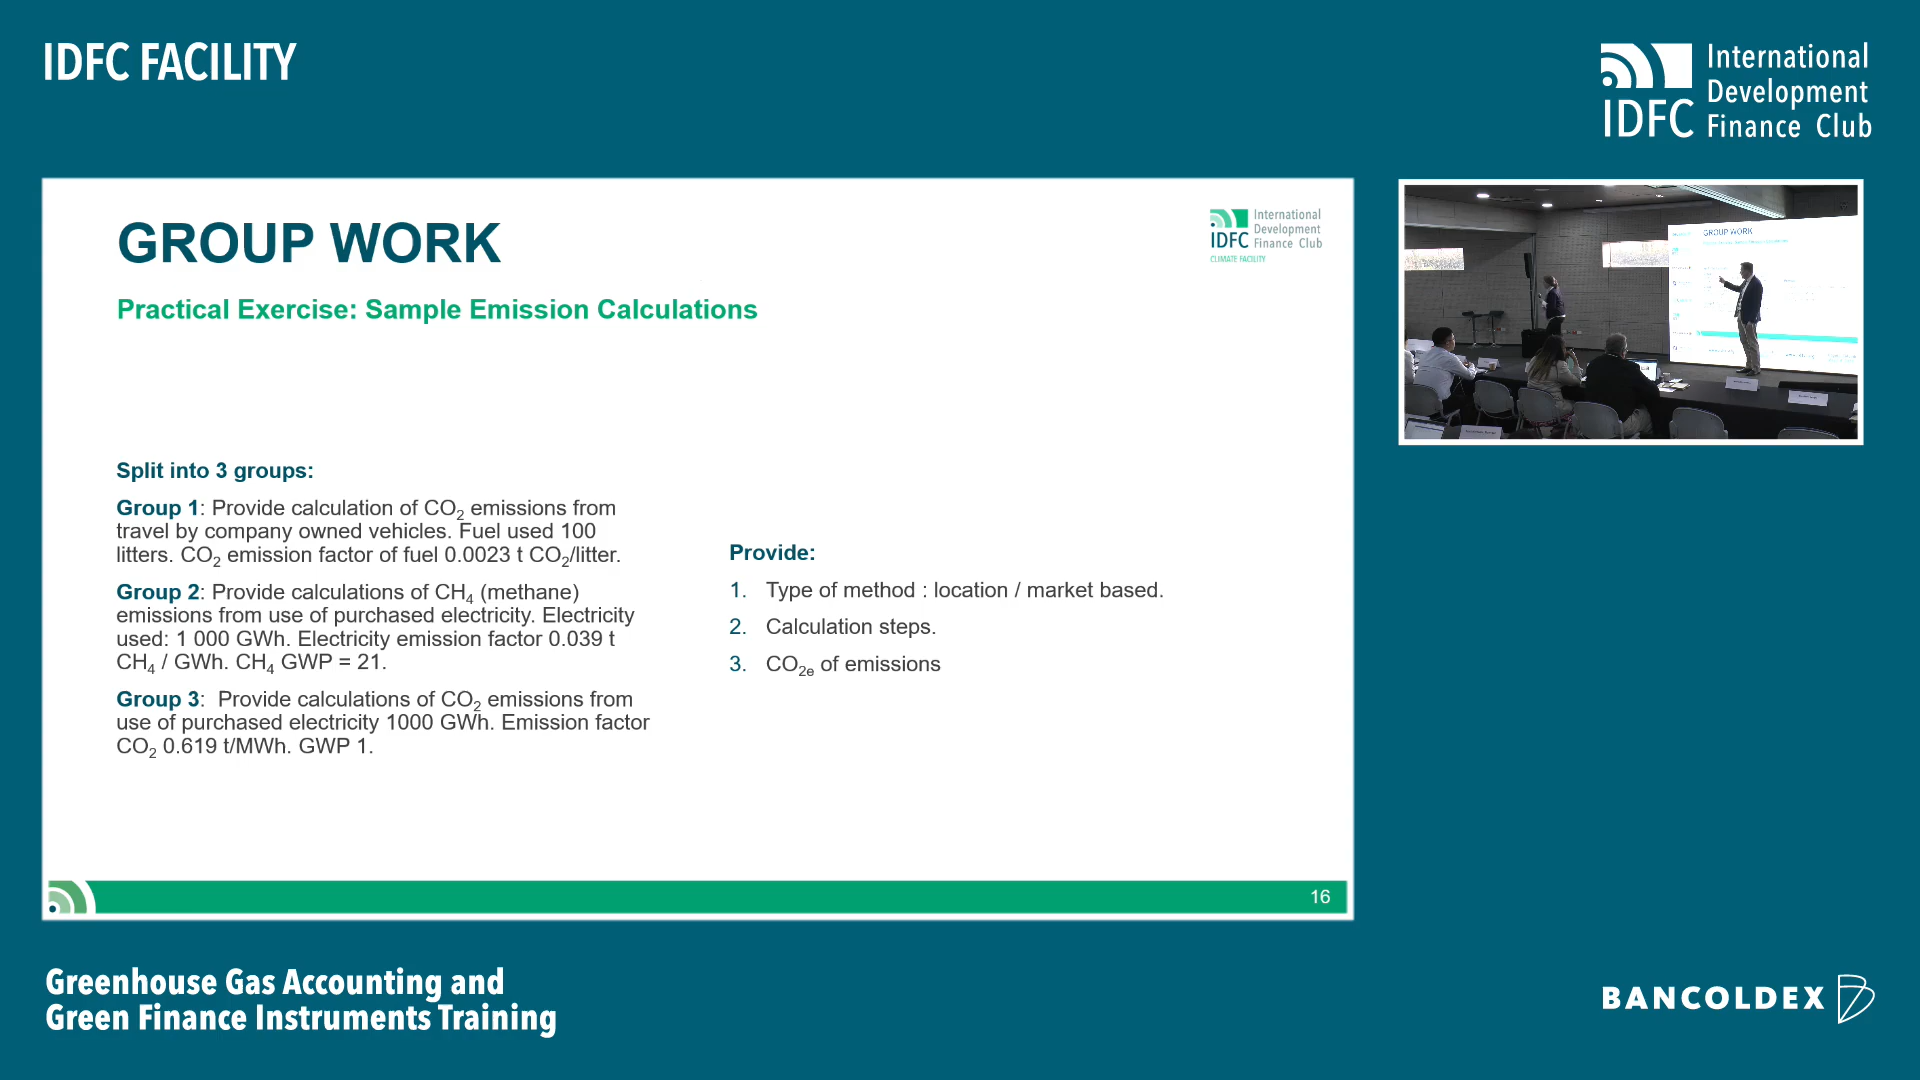 IDFC FACILITY
IDFC
International
Development
Finance Club
GROUP WORK
International
Development
Finance Club
IDFC
CLIMATE FACILITY
Practical Exercise: Sample Emission Calculations
Split into 3 groups:
Group 1: Provide calculation of CO₂ emissions from
travel by company owned vehicles. Fuel used 100
litters. CO₂ emission factor of fuel 0.0023 t CO₂/litter.
Group 2: Provide calculations of CH₄ (methane)
emissions from use of purchased electricity. Electricity
used: 1 000 GWh. Electricity emission factor 0.039 t
CH₄ / GWh. CH₄ GWP = 21.
Group 3:  Provide calculations of CO₂ emissions from
use of purchased electricity 1000 GWh. Emission factor
CO₂ 0.619 t/MWh. GWP 1.
Provide:
1. Type of method : location / market based.
2. Calculation steps.
3. CO₂ₑ of emissions
16
GROUP WORK
Greenhouse Gas Accounting and
Green Finance Instruments Training
BANCOLDEX